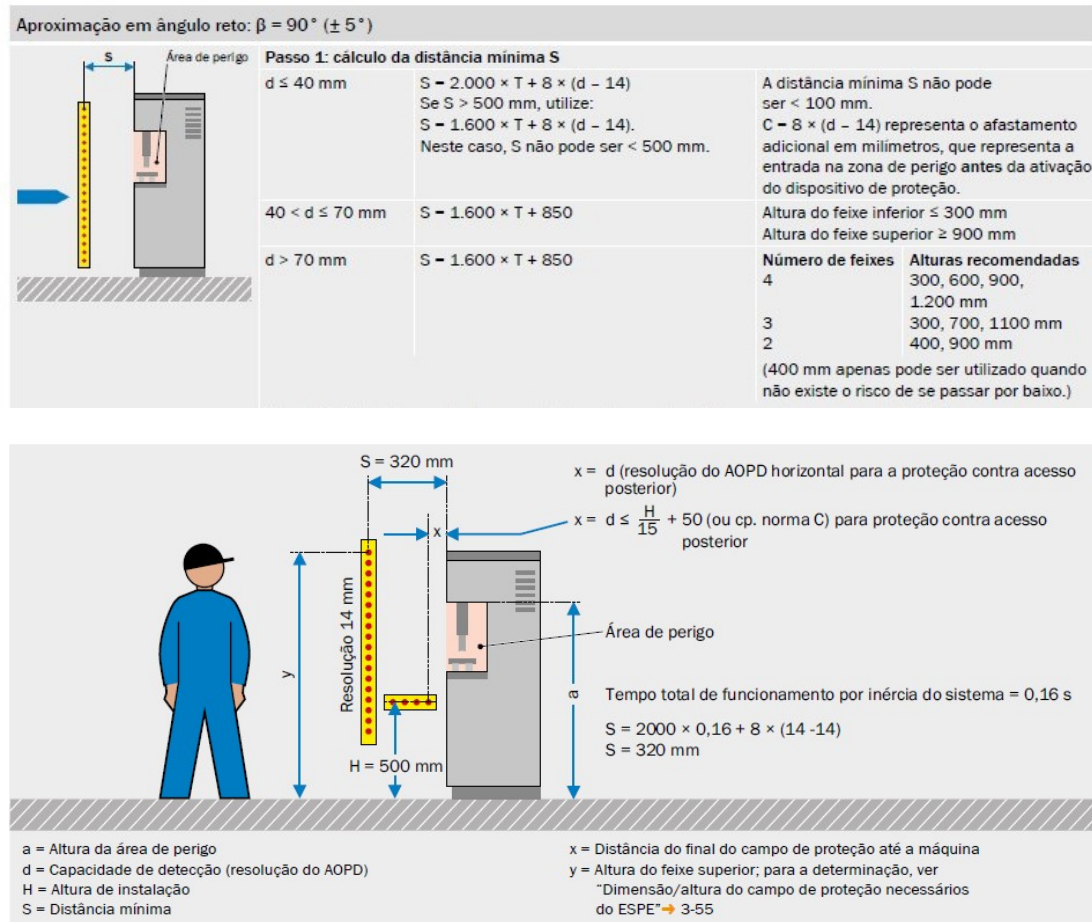 Aproximação em ângulo reto: β = 90° (± 5°)
S
Área de perigo
Passo 1: cálculo da distância mínima S
d ≤ 40 mm
S = 2.000 × T + 8 × (d – 14)
Se S > 500 mm, utilize:
S = 1.600 × T + 8 × (d – 14).
Neste caso, S não pode ser < 500 mm.
A distância mínima S não pode
ser < 100 mm.
C = 8 × (d – 14) representa o afastamento
adicional em milímetros, que representa a
entrada na zona de perigo antes da ativação
do dispositivo de proteção.
40 < d ≤ 70 mm
S = 1.600 × T + 850
Altura do feixe inferior ≤ 300 mm
Altura do feixe superior ≥ 900 mm
d > 70 mm
S = 1.600 × T + 850
Número de feixes Alturas recomendadas
4 300, 600, 900,
1.200 mm
3 300, 700, 1100 mm
2 400, 900 mm
(400 mm apenas pode ser utilizado quando
não existe o risco de se passar por baixo.)
S = 320 mm
x = d (resolução do AOPD horizontal para a proteção contra acesso
posterior)
x
x = d ≤ H/15 + 50 (ou cp. norma C) para proteção contra acesso
posterior
Resolução 14 mm
Área de perigo
y
a
Tempo total de funcionamento por inércia do sistema = 0,16 s
S = 2000 × 0,16 + 8 × (14 -14)
S = 320 mm
H = 500 mm
a = Altura da área de perigo
d = Capacidade de detecção (resolução do AOPD)
H = Altura de instalação
S = Distância mínima
x = Distância do final do campo de proteção até a máquina
y = Altura do feixe superior; para a determinação, ver
"Dimensão/altura do campo de proteção necessários
do ESPE"➔ 3-55